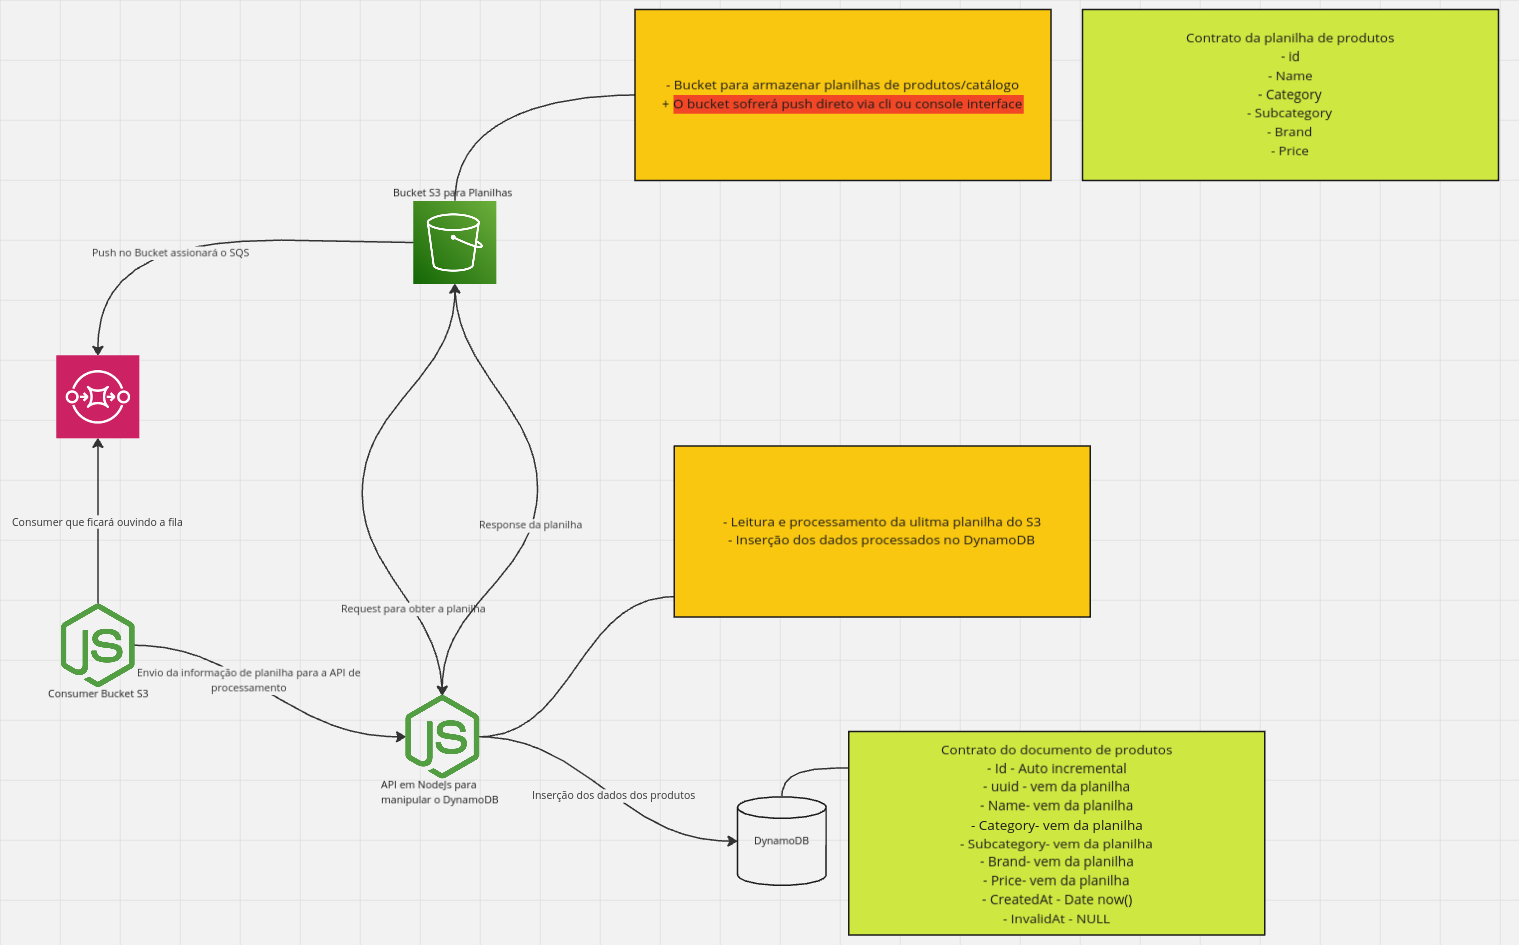 - Bucket para armazenar planilhas de produtos/catálogo
+ O bucket sofrerá push direto via cli ou console interface
Contrato da planilha de produtos
- id
- Name
- Category
- Subcategory
- Brand
- Price
Bucket S3 para Planilhas
Push no Bucket assionará o SQS
Consumer que ficará ouvindo a fila
Response da planilha
Request para obter a planilha
- Leitura e processamento da ulitma planilha do S3
- Inserção dos dados processados no DynamoDB
JS
Consumer Bucket S3
Envio da informação de planilha para a API de
processamento
JS
API em NodeJs para
manipular o DynamoDB
Inserção dos dados dos produtos
DynamoDB
Contrato do documento de produtos
- Id - Auto incremental
- uuid - vem da planilha
- Name- vem da planilha
- Category- vem da planilha
- Subcategory- vem da planilha
- Brand- vem da planilha
- Price- vem da planilha
- CreatedAt - Date now()
- InvalidAt - NULL